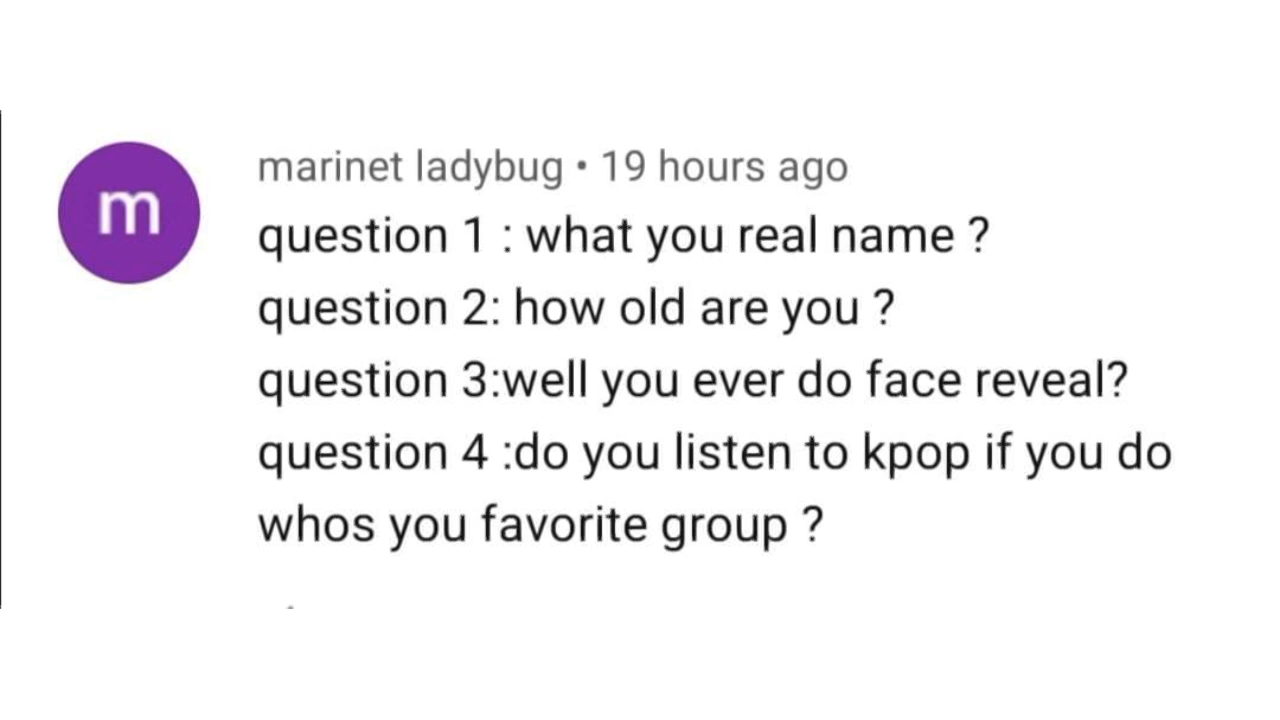 m
marinet ladybug • 19 hours ago
question 1 : what you real name ?
question 2: how old are you ?
question 3:well you ever do face reveal?
question 4 :do you listen to kpop if you do
whos you favorite group ?